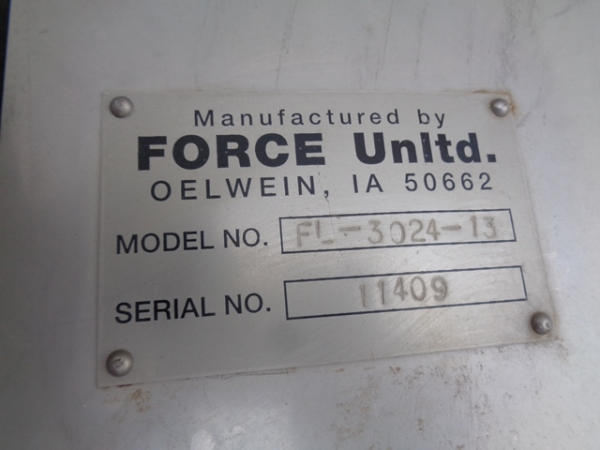 Manufactured by
FORCE Unltd.
OELWEIN, IA 50662
MODEL NO. FL-3024-13
SERIAL NO. 11409